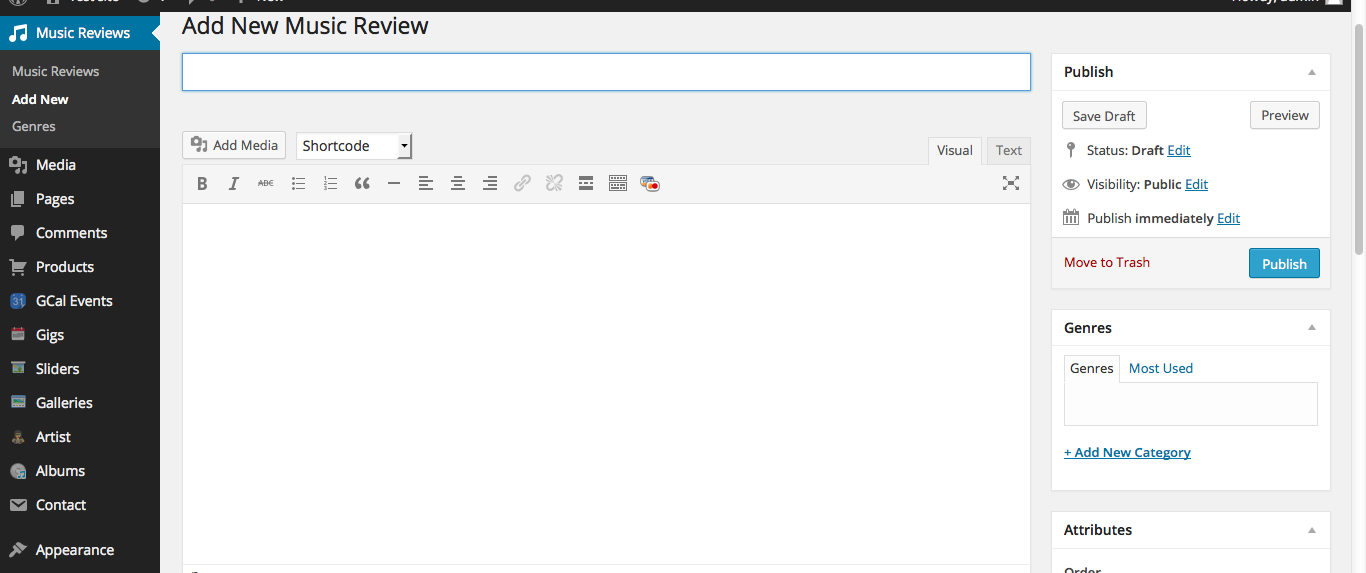 Add New Music Review
Music Reviews
Music Reviews
Add New
Genres
Media
Pages
Comments
Products
31
GCal Events
Gigs
Sliders
Galleries
Artist
Albums
Contact
Appearance
Add Media
Shortcode
Visual
Text
B I ABC
Publish
Save Draft
Preview
Status: Draft Edit
Visibility: Public Edit
Publish immediately Edit
Move to Trash
Publish
Genres
Genres
Most Used
+ Add New Category
Attributes
Order